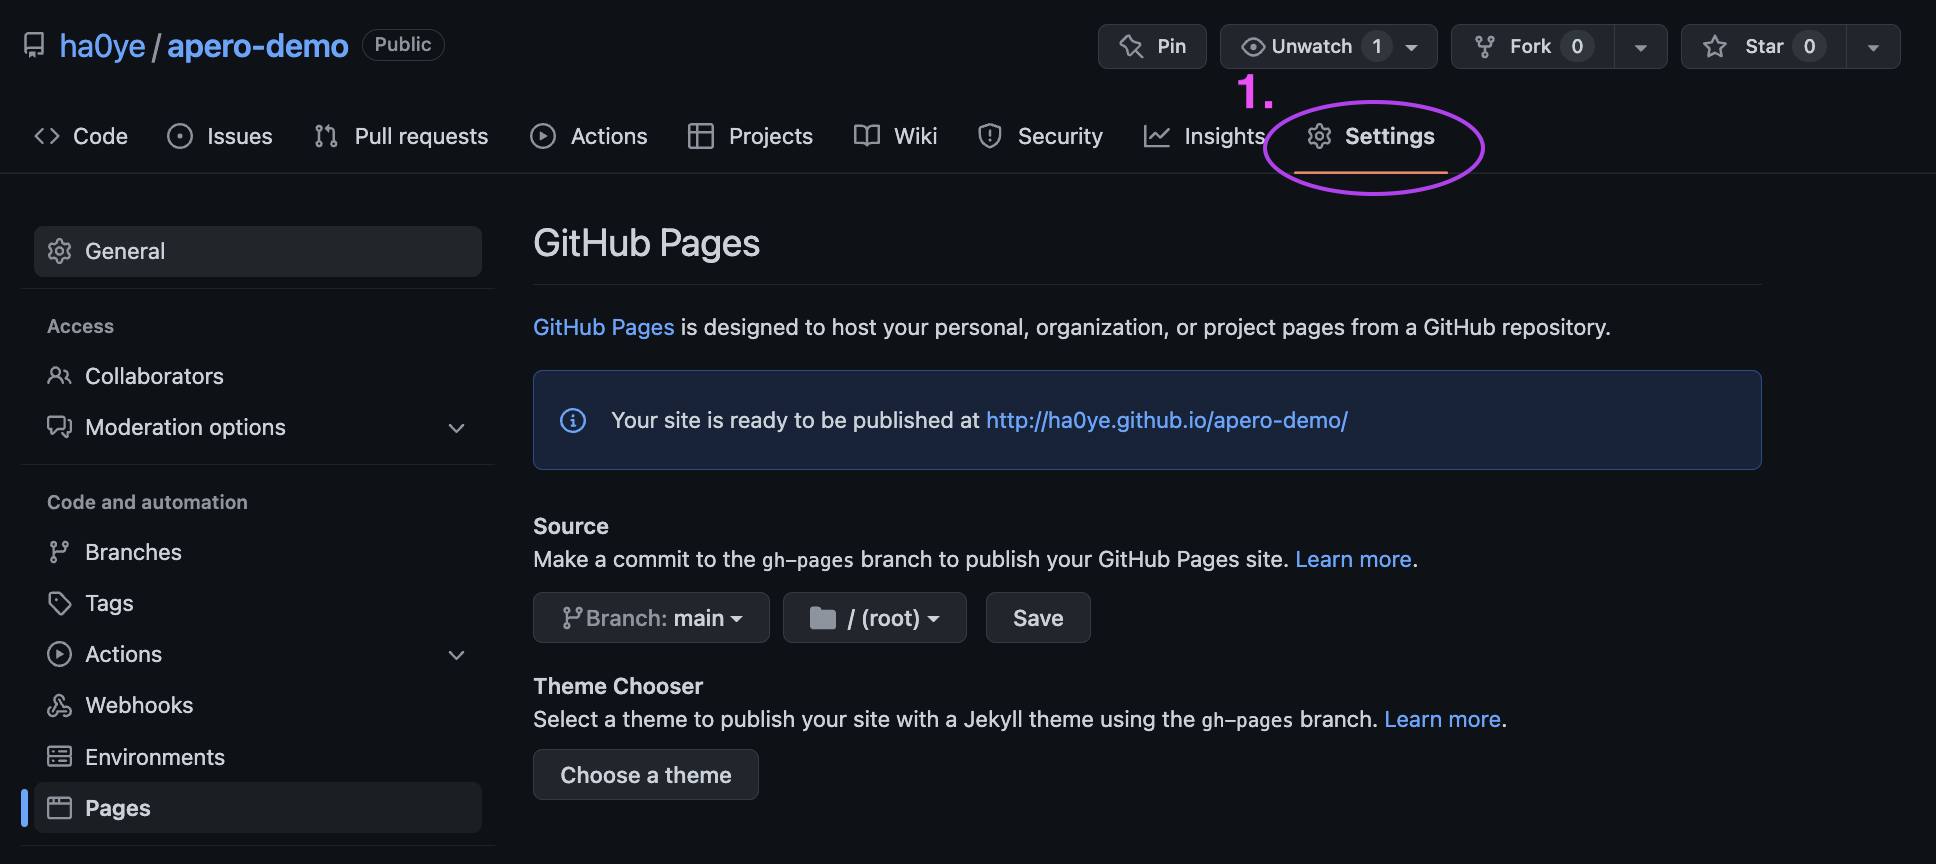 ha0ye / apero-demo Public
Pin Unwatch 1 Fork 0 Star 0
1.
Code Issues Pull requests Actions Projects Wiki Security Insights Settings
General
Access
Collaborators
Moderation options
Code and automation
Branches
Tags
Actions
Webhooks
Environments
Pages
GitHub Pages
GitHub Pages is designed to host your personal, organization, or project pages from a GitHub repository.
Your site is ready to be published at http://ha0ye.github.io/apero-demo/
Source
Make a commit to the gh-pages branch to publish your GitHub Pages site. Learn more.
Branch: main / (root) Save
Theme Chooser
Select a theme to publish your site with a Jekyll theme using the gh-pages branch. Learn more.
Choose a theme